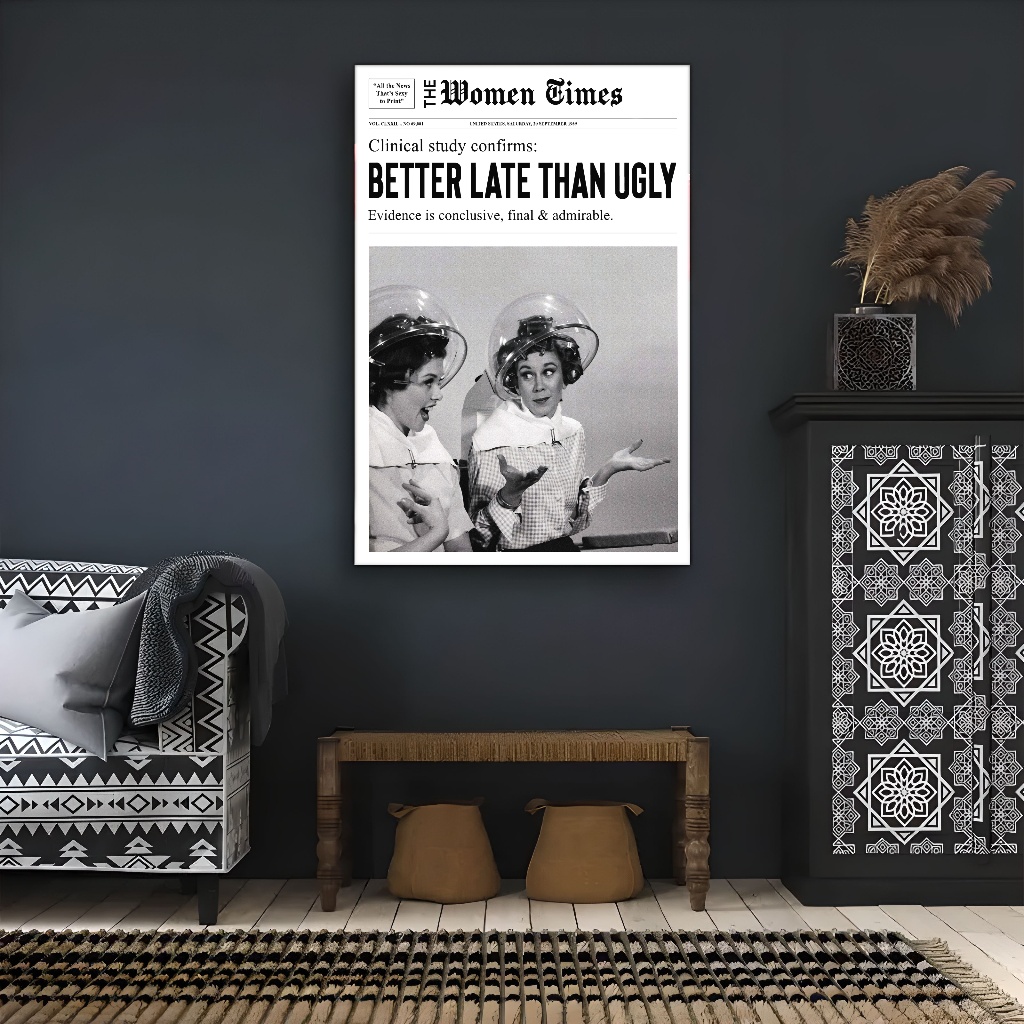 "All the News
That's Sexy
to Print"
THE Women Times
Clinical study confirms:
BETTER LATE THAN UGLY
Evidence is conclusive, final & admirable.